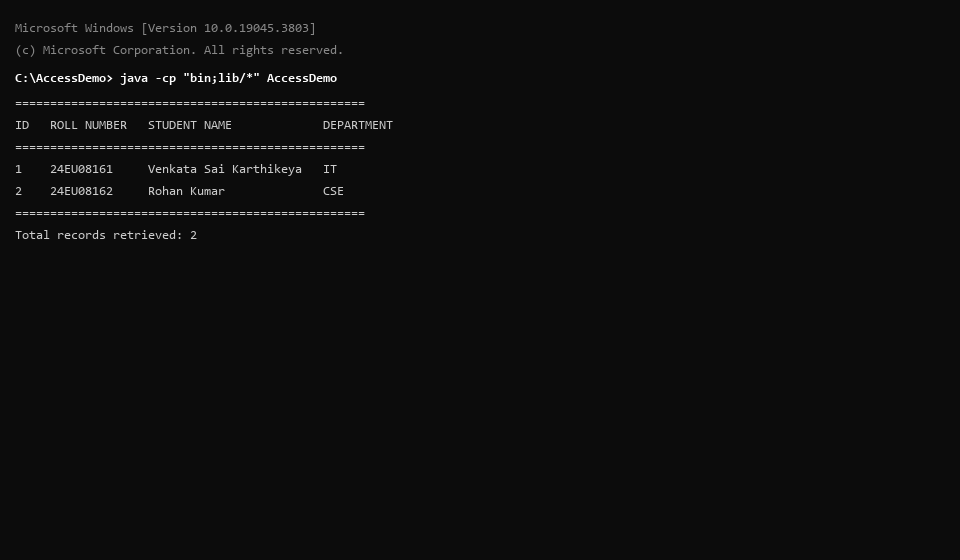 Microsoft Windows [Version 10.0.19045.3803]
(c) Microsoft Corporation. All rights reserved.
C:\AccessDemo> java -cp "bin;lib/*" AccessDemo
==================================================
ID   ROLL NUMBER   STUDENT NAME             DEPARTMENT
==================================================
1    24EU08161     Venkata Sai Karthikeya   IT
2    24EU08162     Rohan Kumar              CSE
==================================================
Total records retrieved: 2